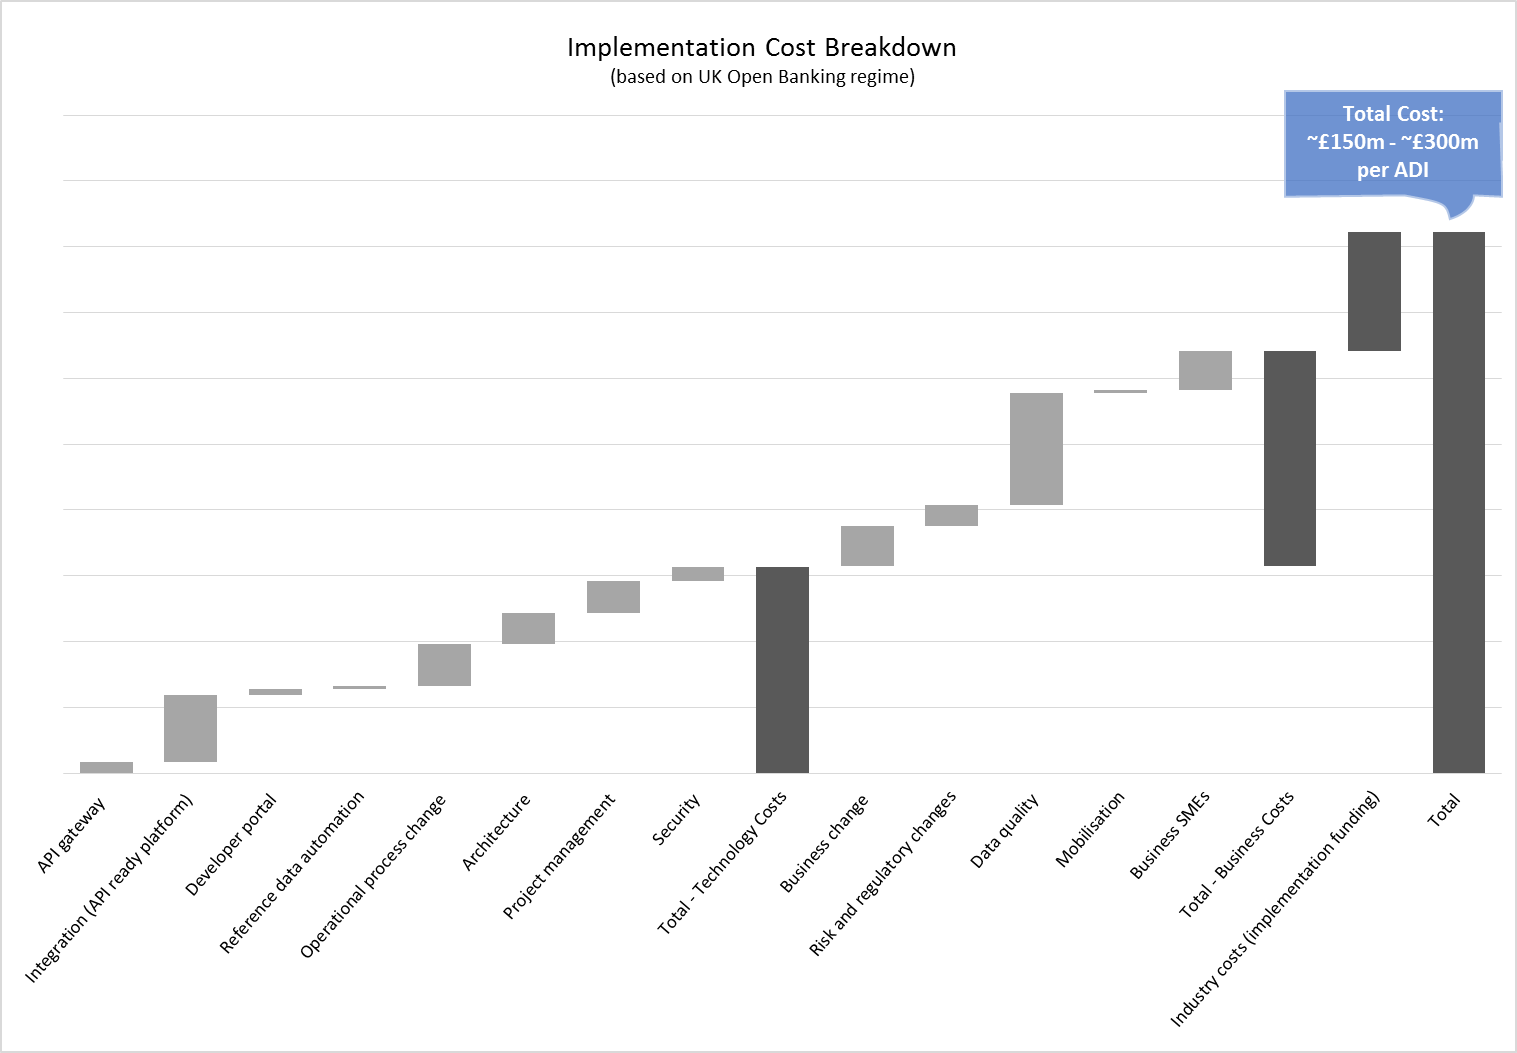 Implementation Cost Breakdown
(based on UK Open Banking regime)
Total Cost:
~£150m - ~£300m
per ADI
API gateway
Integration (API ready platform)
Developer portal
Reference data automation
Operational process change
Architecture
Project management
Security
Total - Technology Costs
Business change
Risk and regulatory changes
Data quality
Mobilisation
Business SMEs
Total - Business Costs
Industry costs (implementation funding)
Total